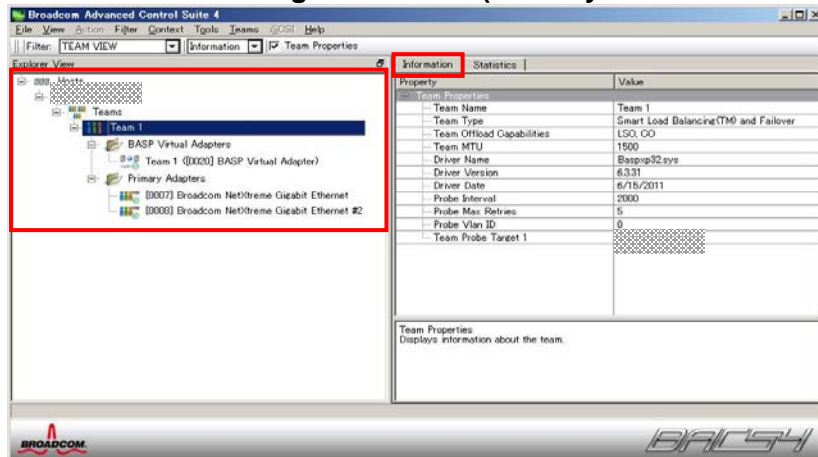 Broadcom Advanced Control Suite 4
File View Action Filter Context Tools Teams iSCSI Help
Filter: TEAM VIEW Information Team Properties
Explorer View
Information Statistics
Hosts
Teams
Team 1
BASP Virtual Adapters
Team 1 ([0020] BASP Virtual Adapter)
Primary Adapters
[0007] Broadcom NetXtreme Gigabit Ethernet
[0008] Broadcom NetXtreme Gigabit Ethernet #2
Property Value
Team Properties
Team Name Team 1
Team Type Smart Load Balancing(TM) and Failover
Team Offload Capabilities LSO, CO
Team MTU 1500
Driver Name Baspxp32.sys
Driver Version 6.3.31
Driver Date 6/15/2011
Probe Interval 2000
Probe Max Retries 5
Probe Vlan ID 0
Team Probe Target 1
Team Properties
Displays information about the team.
BROADCOM.
BACS4